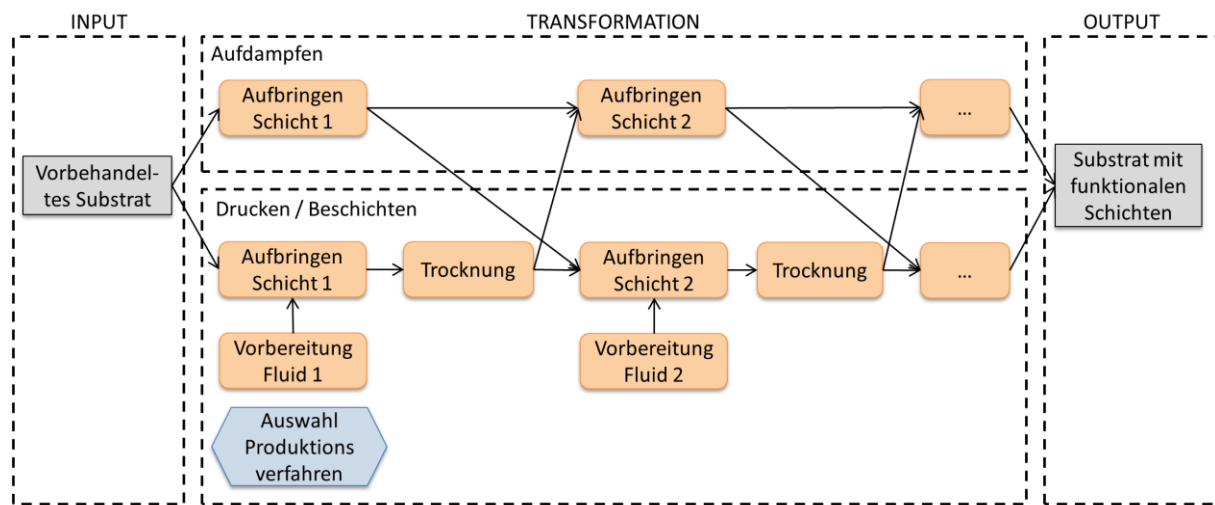 INPUT
TRANSFORMATION
OUTPUT
Aufdampfen
Aufbringen
Schicht 1
Aufbringen
Schicht 2
...
Vorbehandel-
tes Substrat
Substrat mit
funktionalen
Schichten
Drucken / Beschichten
Aufbringen
Schicht 1
Trocknung
Aufbringen
Schicht 2
Trocknung
...
Vorbereitung
Fluid 1
Vorbereitung
Fluid 2
Auswahl
Produktions
verfahren